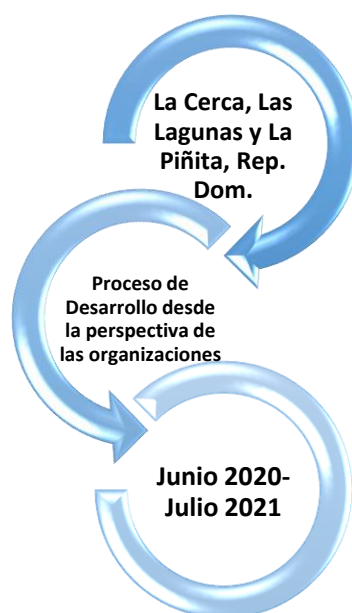 La Cerca, Las
Lagunas y La
Piñita, Rep.
Dom.
Proceso de
Desarrollo desde
la perspectiva de
las organizaciones
Junio 2020-
Julio 2021